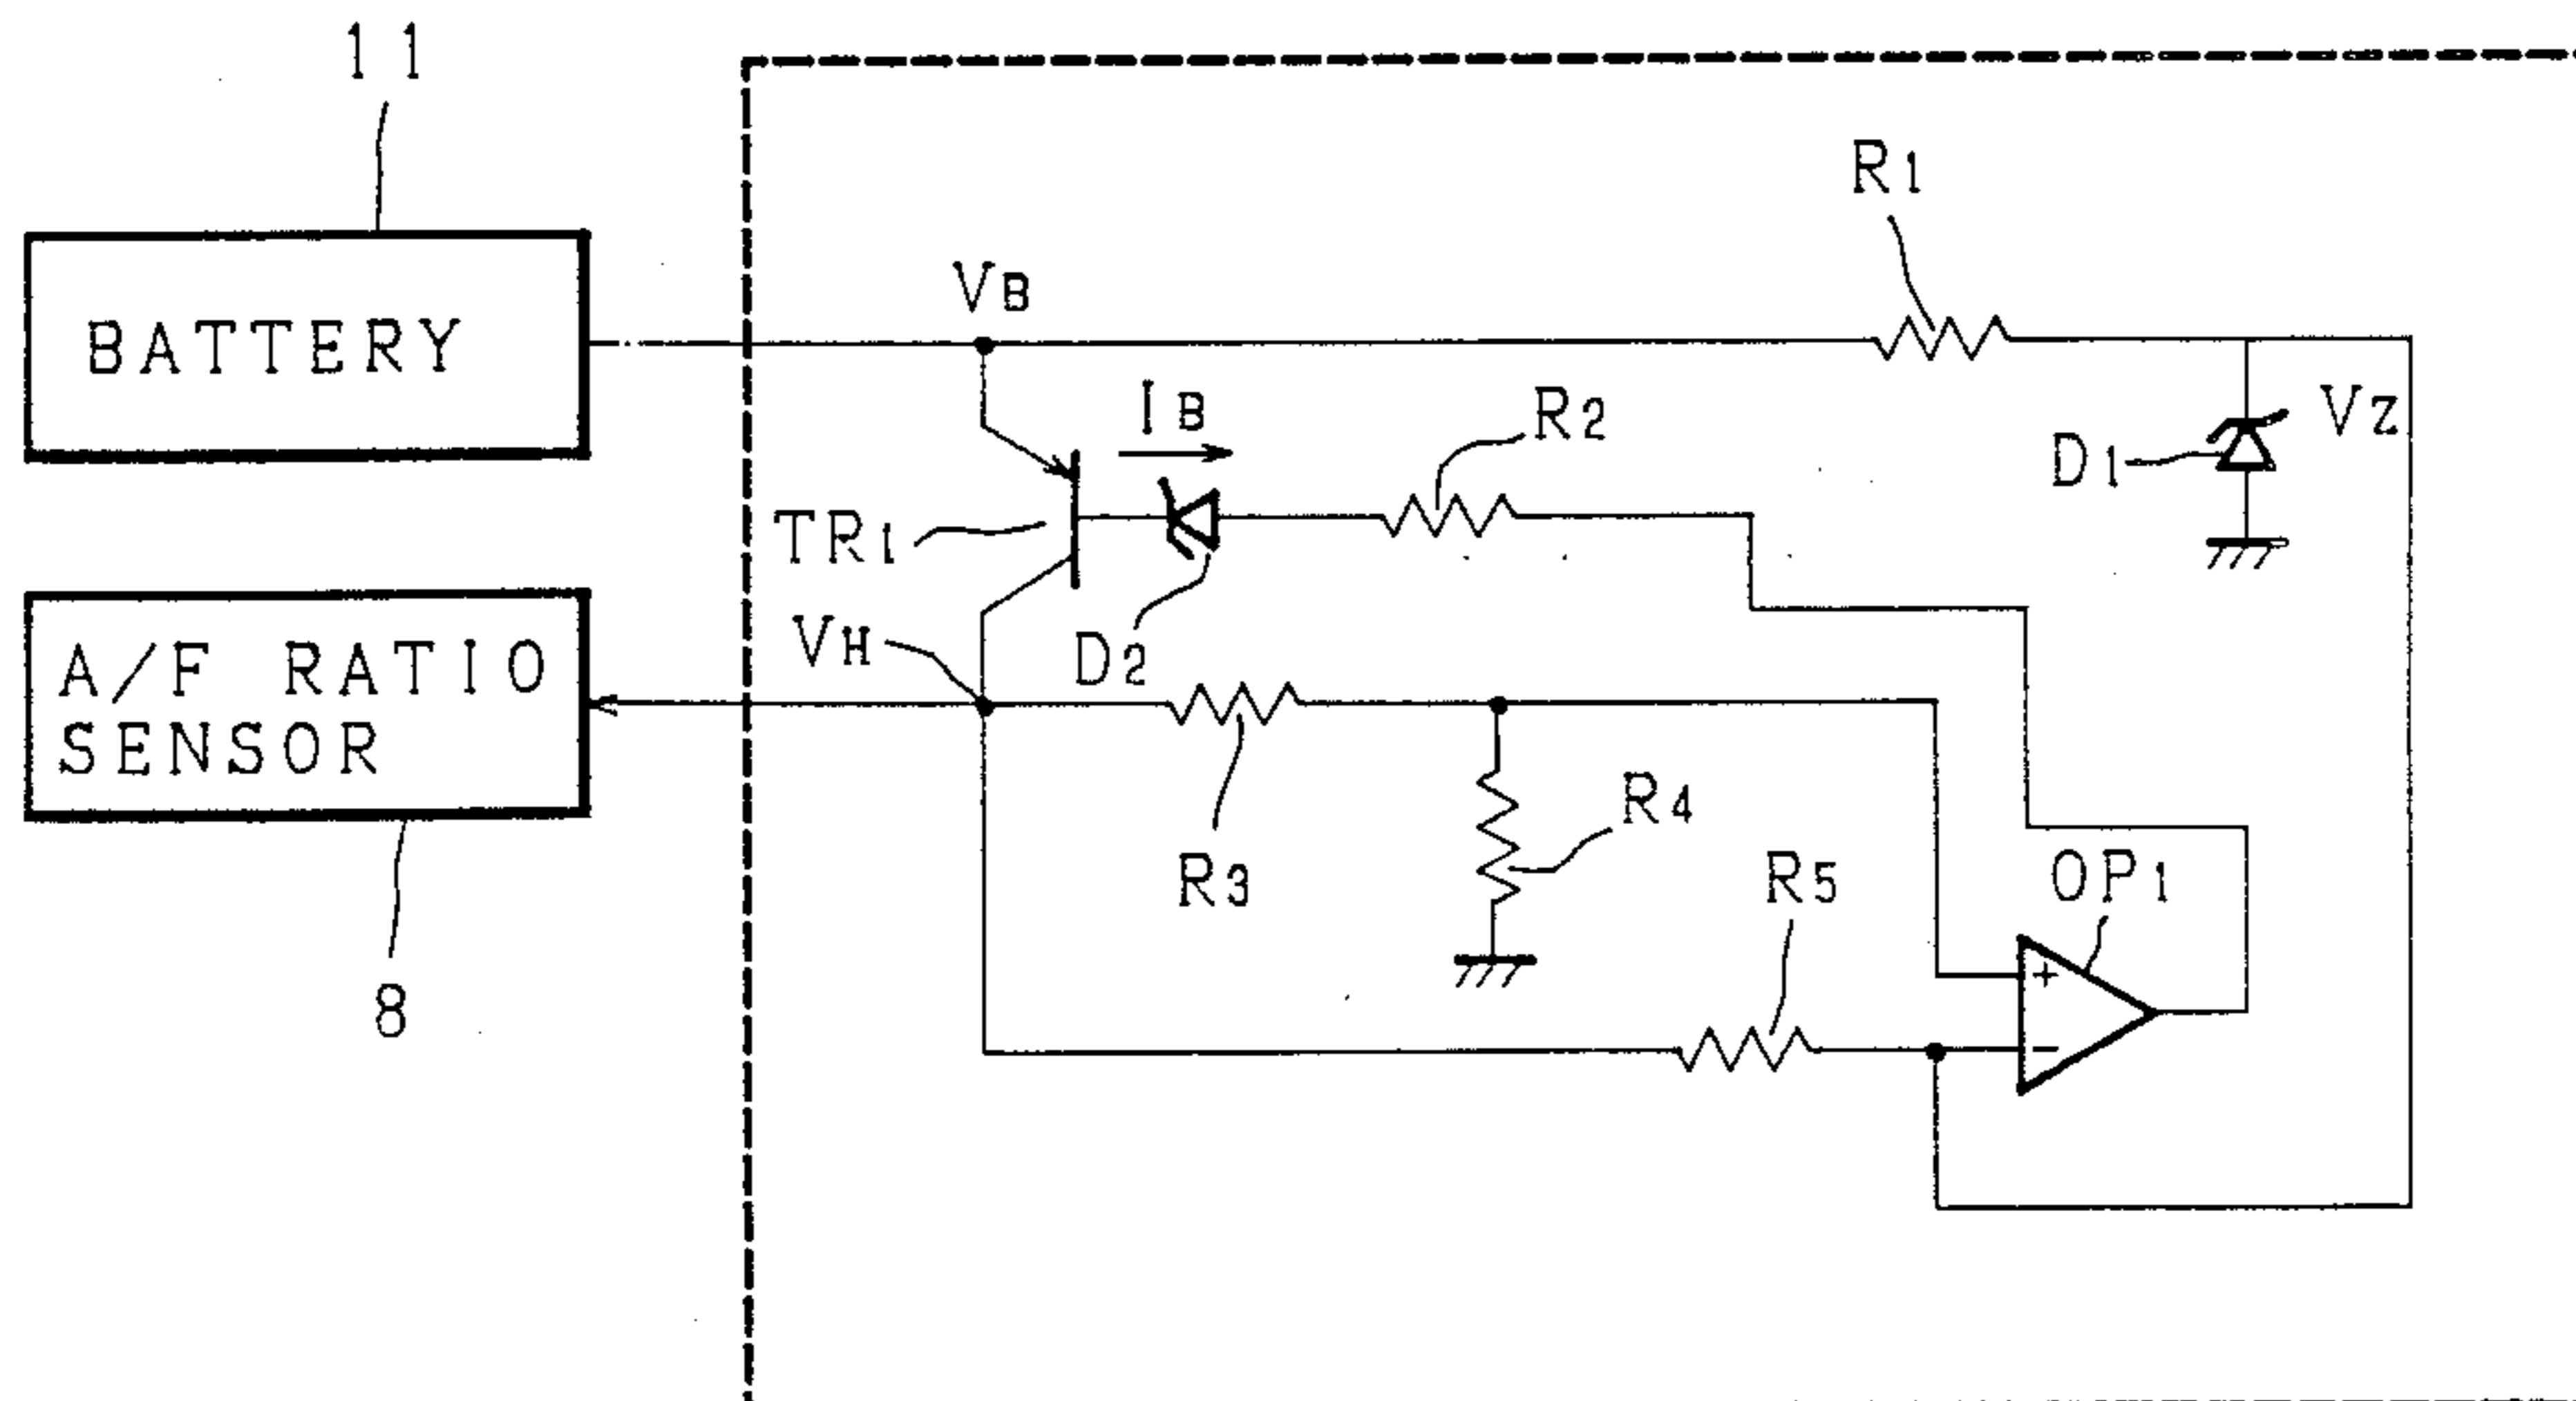 11
BATTERY
VB
R1
IB
R2
VZ
D1
TR1
D2
VH
A/F RATIO
SENSOR
R3
R4
R5
OP1
+
−
8